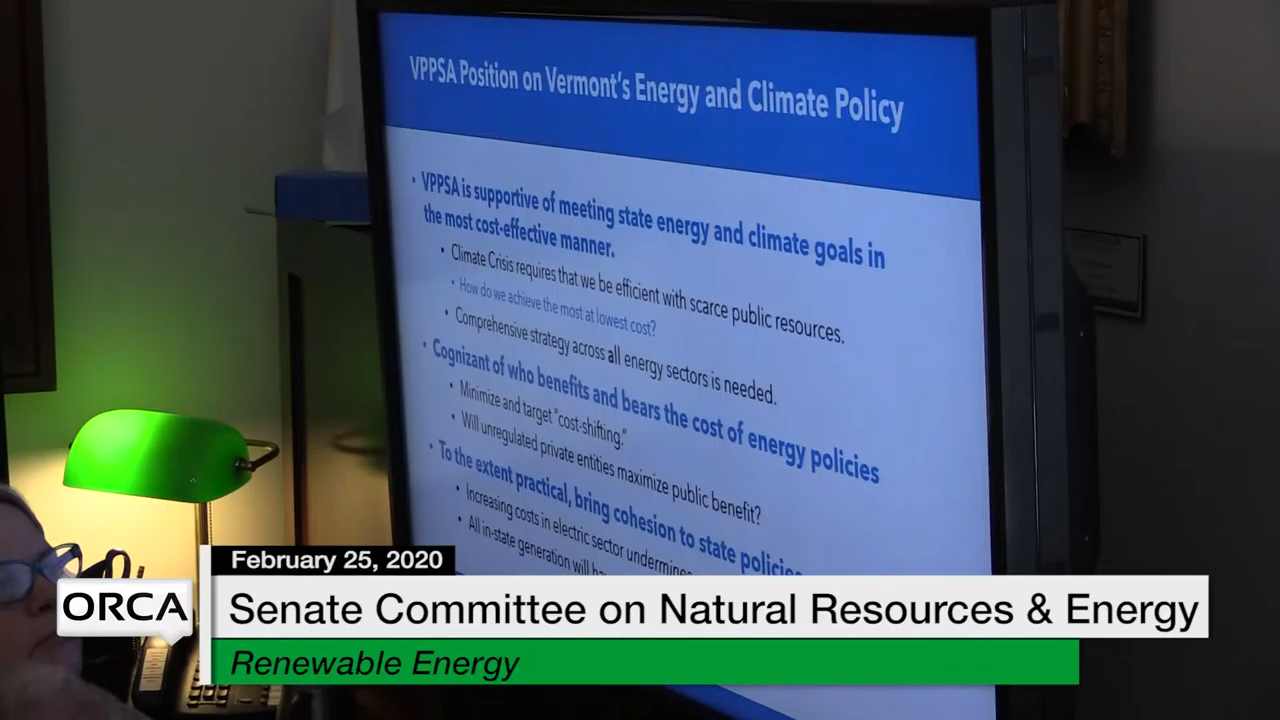 VPPSA Position on Vermont's Energy and Climate Policy
• VPPSA is supportive of meeting state energy and climate goals in
the most cost-effective manner.
• Climate Crisis requires that we be efficient with scarce public resources.
• How do we achieve the most at lowest cost?
• Comprehensive strategy across all energy sectors is needed.
• Cognizant of who benefits and bears the cost of energy policies
• Minimize and target "cost-shifting."
• Will unregulated private entities maximize public benefit?
• To the extent practical, bring cohesion to state
• Increasing costs in electric sector
• All in-state generation will
February 25, 2020
ORCA
Senate Committee on Natural Resources & Energy
Renewable Energy